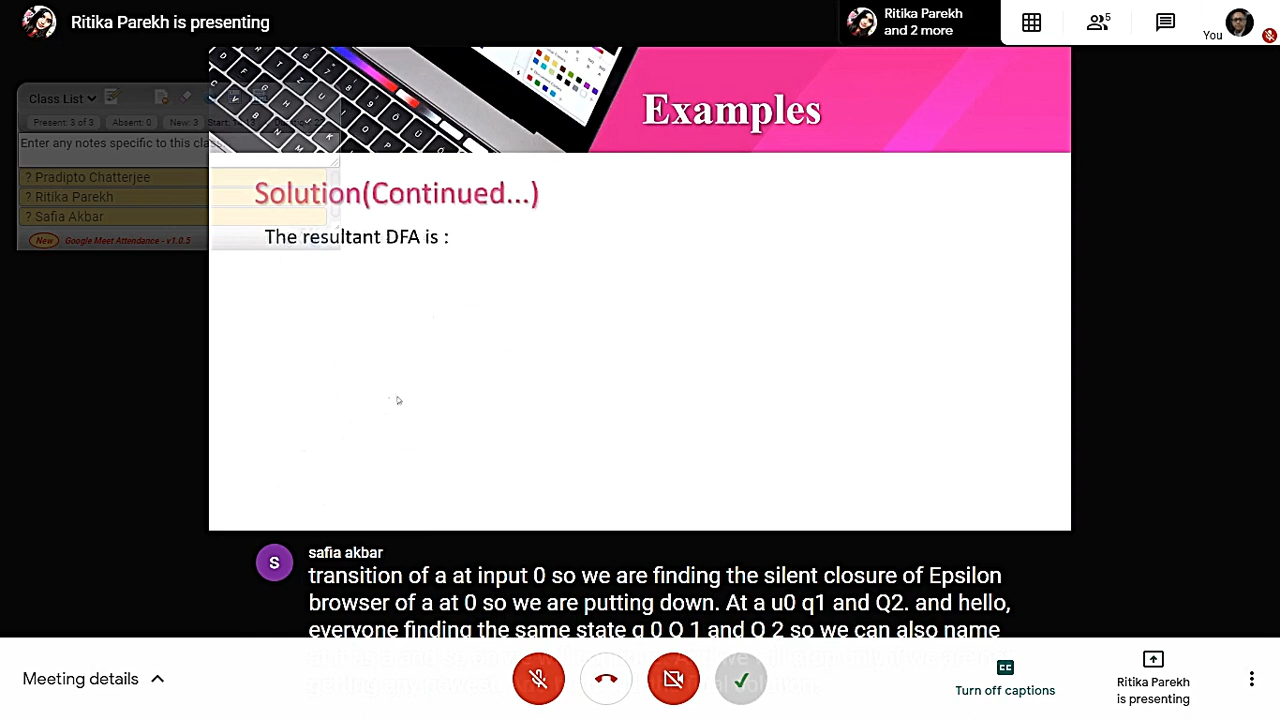 Ritika Parekh is presenting
Ritika Parekh
and 2 more
5
You
Class List
Present: 3 of 3 Absent: 0 New: 3 Start:
Enter any notes specific to this class
? Pradipto Chatterjee
? Ritika Parekh
? Safia Akbar
New Google Meet Attendance - v1.0.5
Examples
Solution(Continued...)
The resultant DFA is :
S
safia akbar
transition of a at input 0 so we are finding the silent closure of Epsilon
browser of a at 0 so we are putting down. At a u0 q1 and Q2. and hello,
everyone finding the same state q 0 Q 1 and Q 2 so we can also name
Meeting details
CC
Turn off captions
Ritika Parekh
is presenting